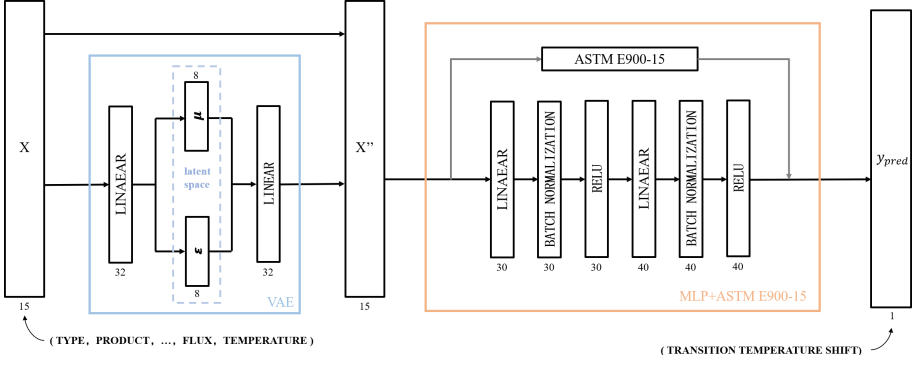 X
15
( TYPE, PRODUCT, ..., FLUX, TEMPERATURE )
LINAEAR
32
8
μ
latent
space
ε
8
LINEAR
32
VAE
X”
15
ASTM E900-15
LINAEAR
30
BATCH NORMALIZATION
30
RELU
30
LINAEAR
40
BATCH NORMALIZATION
40
RELU
40
MLP+ASTM E900-15
y_pred
1
( TRANSITION TEMPERATURE SHIFT)